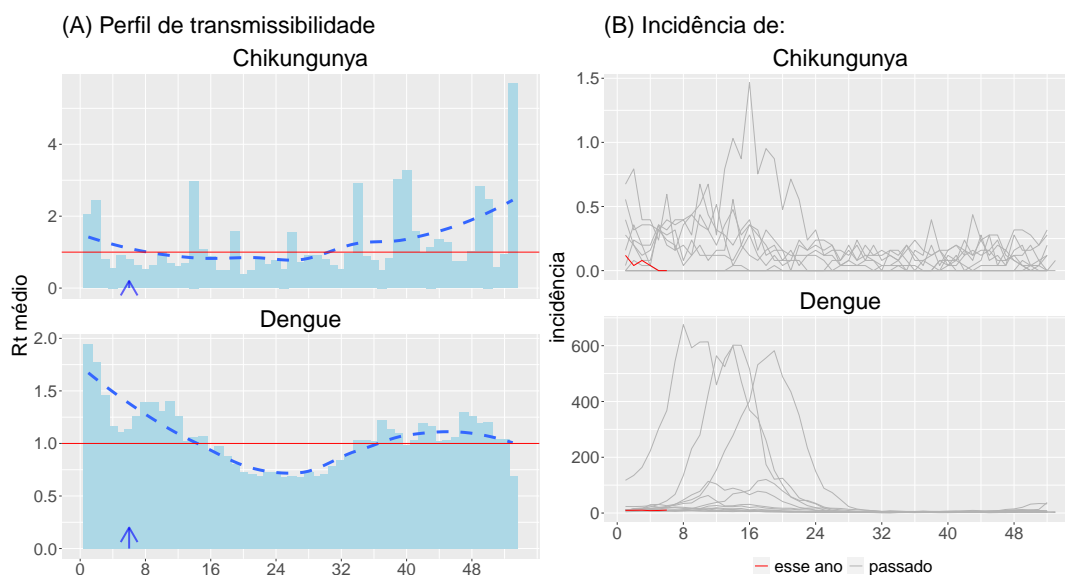 (A) Perfil de transmissibilidade
Chikungunya
4
2
0
Dengue
2.0
1.5
1.0
0.5
0.0
0 8 16 24 32 40 48
Rt médio
(B) Incidência de:
Chikungunya
1.5
1.0
0.5
0.0
Dengue
600
400
200
0
0 8 16 24 32 40 48
incidência
esse ano passado